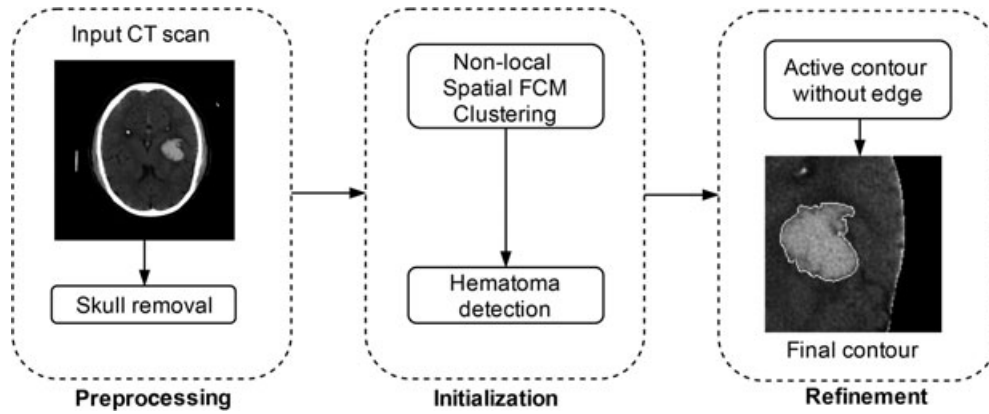 Input CT scan
Skull removal
Preprocessing
Non-local
Spatial FCM
Clustering
Hematoma
detection
Initialization
Active contour
without edge
Final contour
Refinement